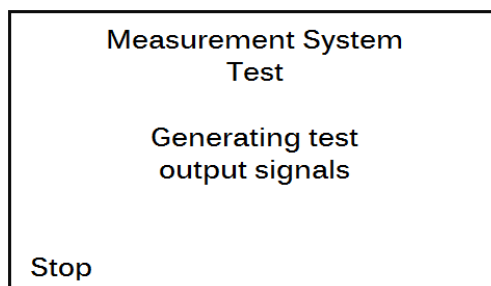 Measurement System
Test
Generating test
output signals
Stop